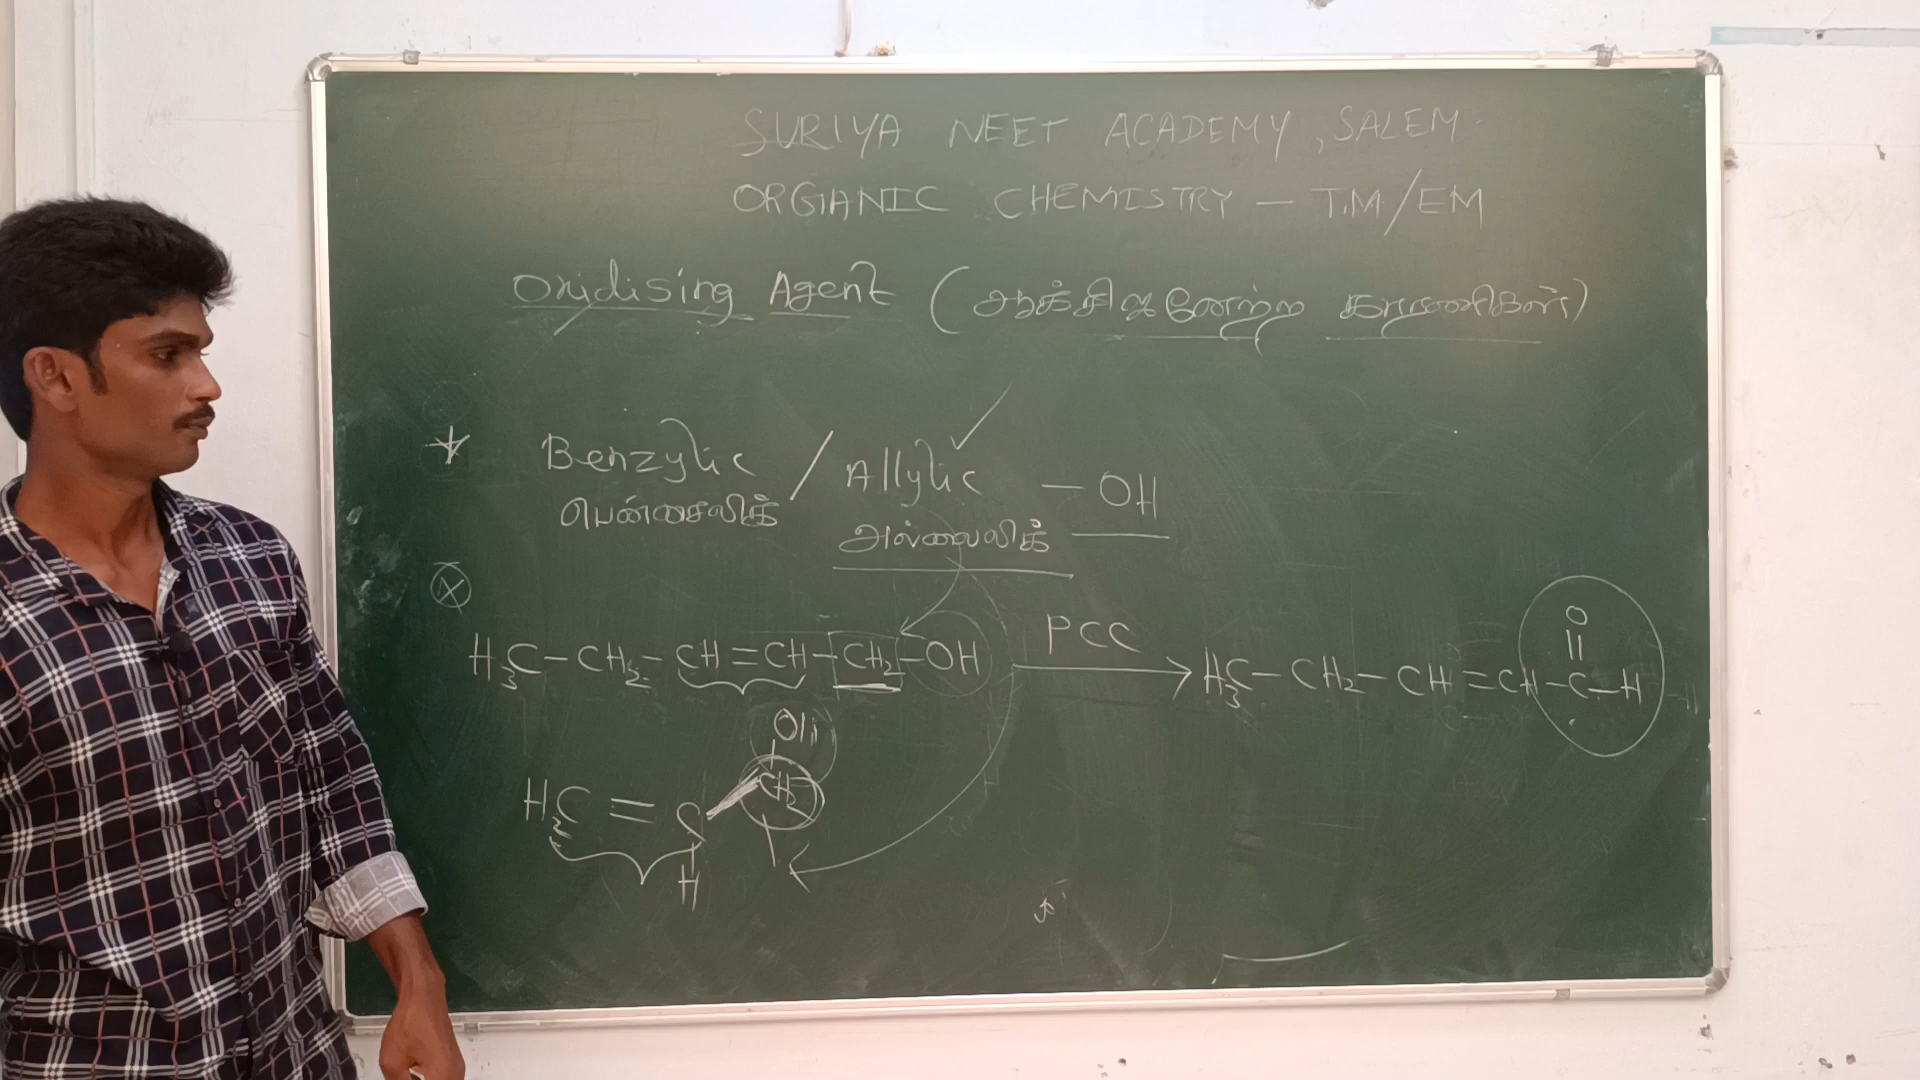 SURIYA NEET ACADEMY, SALEM
ORGANIC CHEMISTRY – T.M/EM
Oxidising Agent (ஆக்சிஜனேற்ற காரணிகள்)
* Benzylic / Allylic – OH
பென்சைலிக் அல்லைலிக்
H₃C–CH₂–CH=CH–CH₂–OH PCC → H₃C–CH₂–CH=CH–C–H
O
||
OH
|
H₂C = C CH₂
|
H